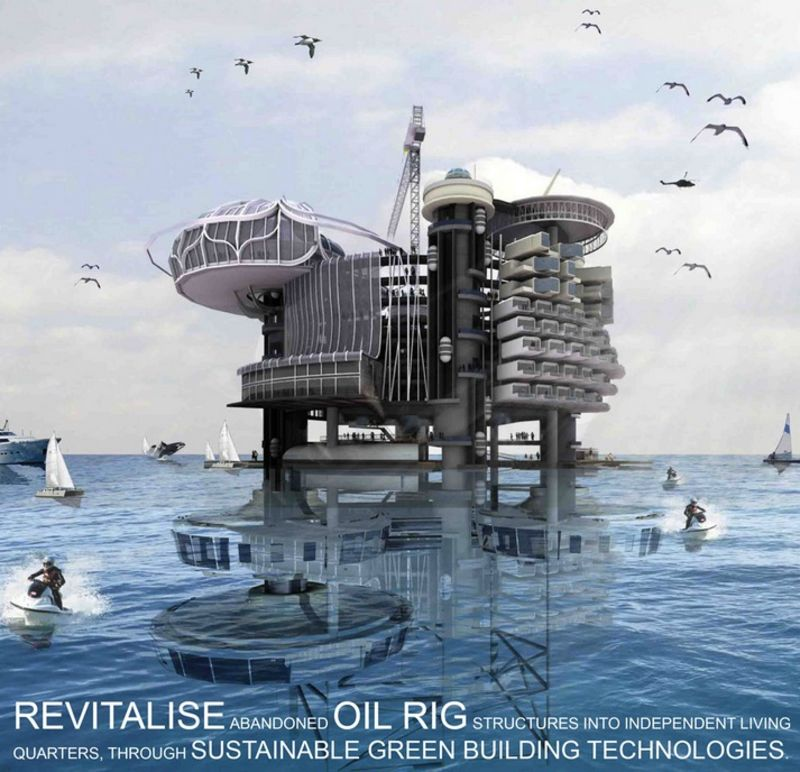 REVITALISE ABANDONED OIL RIG STRUCTURES INTO INDEPENDENT LIVING
QUARTERS, THROUGH SUSTAINABLE GREEN BUILDING TECHNOLOGIES.